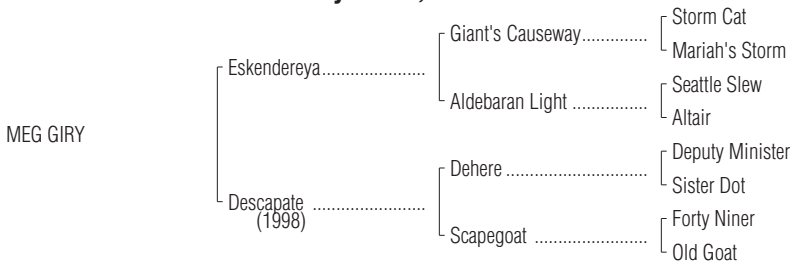 Storm Cat
Giant's Causeway..............
Mariah's Storm
Eskendereya......................
Seattle Slew
Aldebaran Light ................
Altair
MEG GIRY
Deputy Minister
Dehere ..............................
Sister Dot
Descapate .......................
(1998)
Forty Niner
Scapegoat ........................
Old Goat